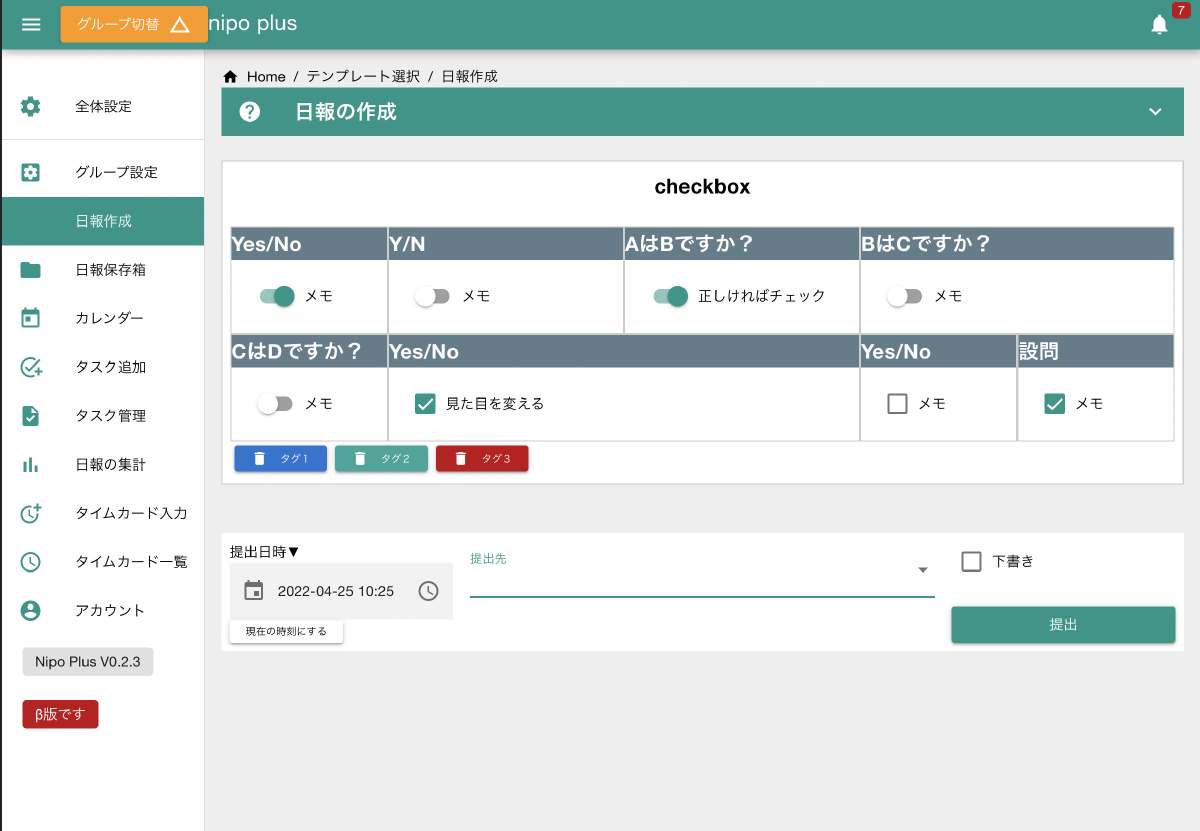 グループ切替
nipo plus
7
Home / テンプレート選択 / 日報作成
日報の作成
全体設定
グループ設定
日報作成
日報保存箱
カレンダー
タスク追加
タスク管理
日報の集計
タイムカード入力
タイムカード一覧
アカウント
Nipo Plus V0.2.3
β版です
checkbox
Yes/No Y/N AはBですか？ BはCですか？
メモ メモ 正しければチェック メモ
CはDですか？ Yes/No Yes/No 設問
メモ 見た目を変える メモ メモ
タグ1 タグ2 タグ3
提出日時▼
2022-04-25 10:25
現在の時刻にする
提出先
下書き
提出